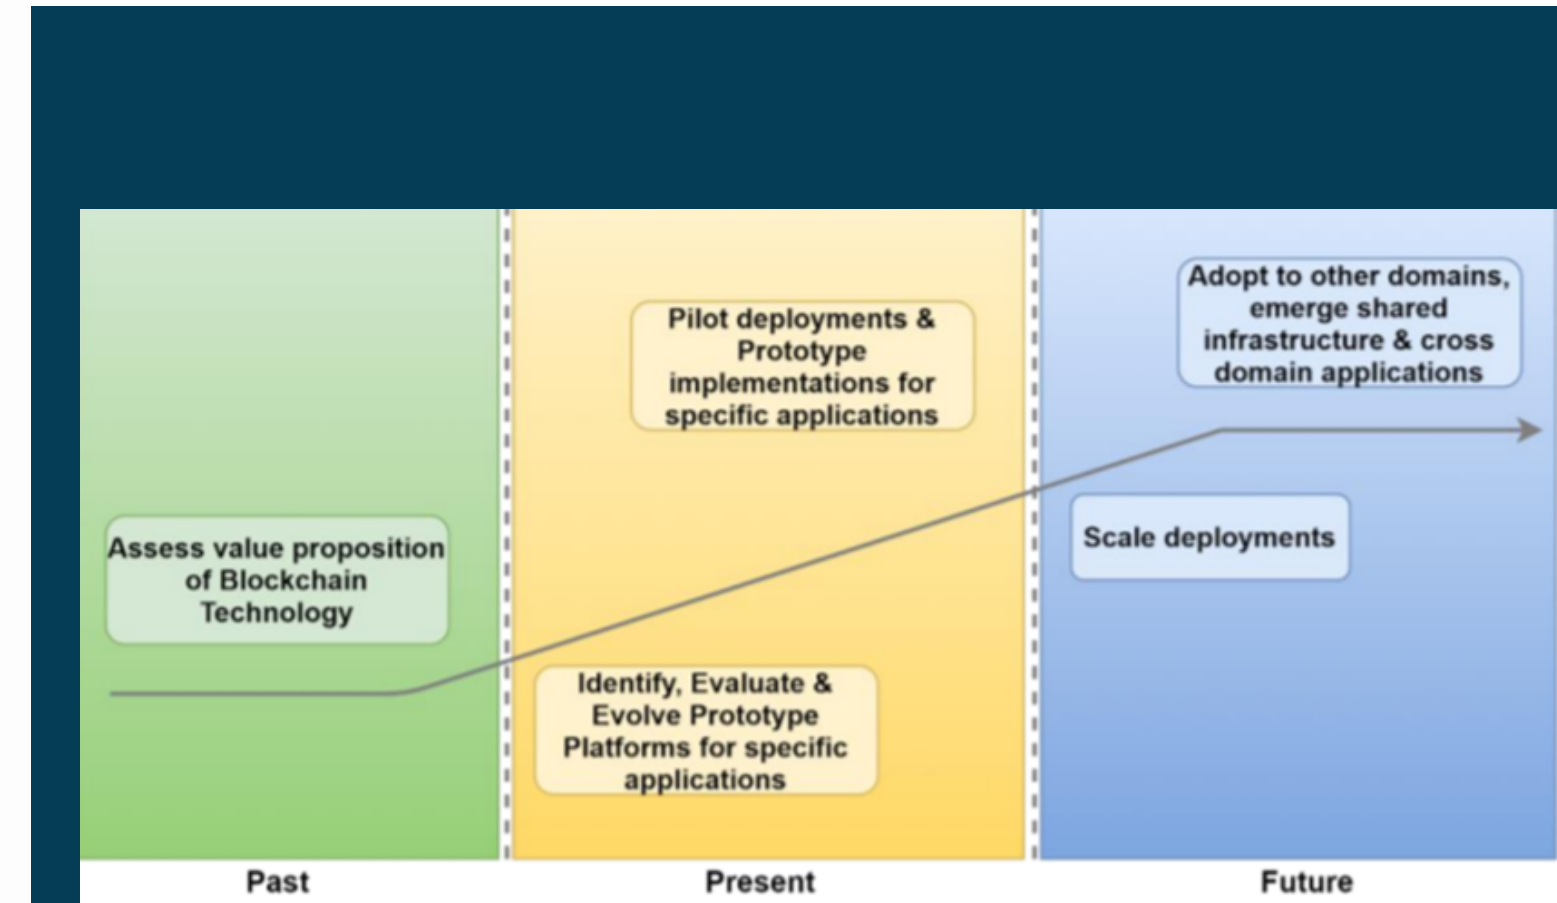 Assess value proposition
of Blockchain
Technology
Pilot deployments &
Prototype
implementations for
specific applications
Identify, Evaluate &
Evolve Prototype
Platforms for specific
applications
Adopt to other domains,
emerge shared
infrastructure & cross
domain applications
Scale deployments
Past
Present
Future